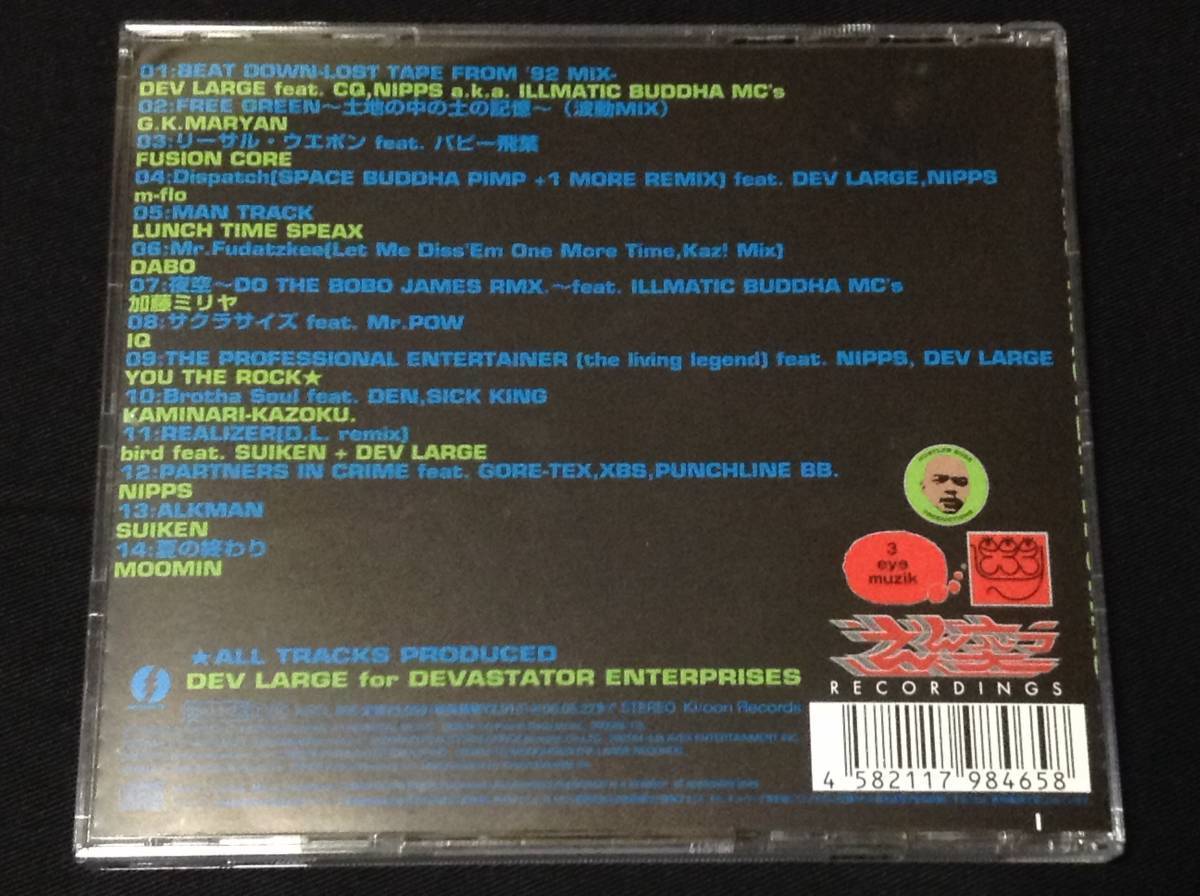 01:BEAT DOWN-LOST TAPE FROM '92 MIX-
DEV LARGE feat. CQ,NIPPS a.k.a. ILLMATIC BUDDHA MC's
02:FREE GREEN〜土地の中の土の記憶〜（波動MIX）
G.K.MARYAN
03:リーサル・ウエポン feat. バビー飛葉
FUSION CORE
04:Dispatch[SPACE BUDDHA PIMP +1 MORE REMIX] feat. DEV LARGE,NIPPS
m-flo
05:MAN TRACK
LUNCH TIME SPEAX
06:Mr.Fudatzkee[Let Me Diss'Em One More Time,Kaz! Mix]
DABO
07:夜空〜DO THE BOBO JAMES RMX.〜feat. ILLMATIC BUDDHA MC's
加藤ミリヤ
08:サクラサイズ feat. Mr.POW
IQ
09:THE PROFESSIONAL ENTERTAINER [the living legend] feat. NIPPS, DEV LARGE
YOU THE ROCK★
10:Brotha Soul feat. DEN,SICK KING
KAMINARI-KAZOKU.
11:REALIZER[D.L. remix]
bird feat. SUIKEN + DEV LARGE
12:PARTNERS IN CRIME feat. GORE-TEX,XBS,PUNCHLINE BB.
NIPPS
13:ALKMAN
SUIKEN
14:夏の終わり
MOOMIN
3
eye
muzik
RECORDINGS
★ALL TRACKS PRODUCED
DEV LARGE for DEVASTATOR ENTERPRISES
STEREO Ki/oon Records
4 582117 984658
I